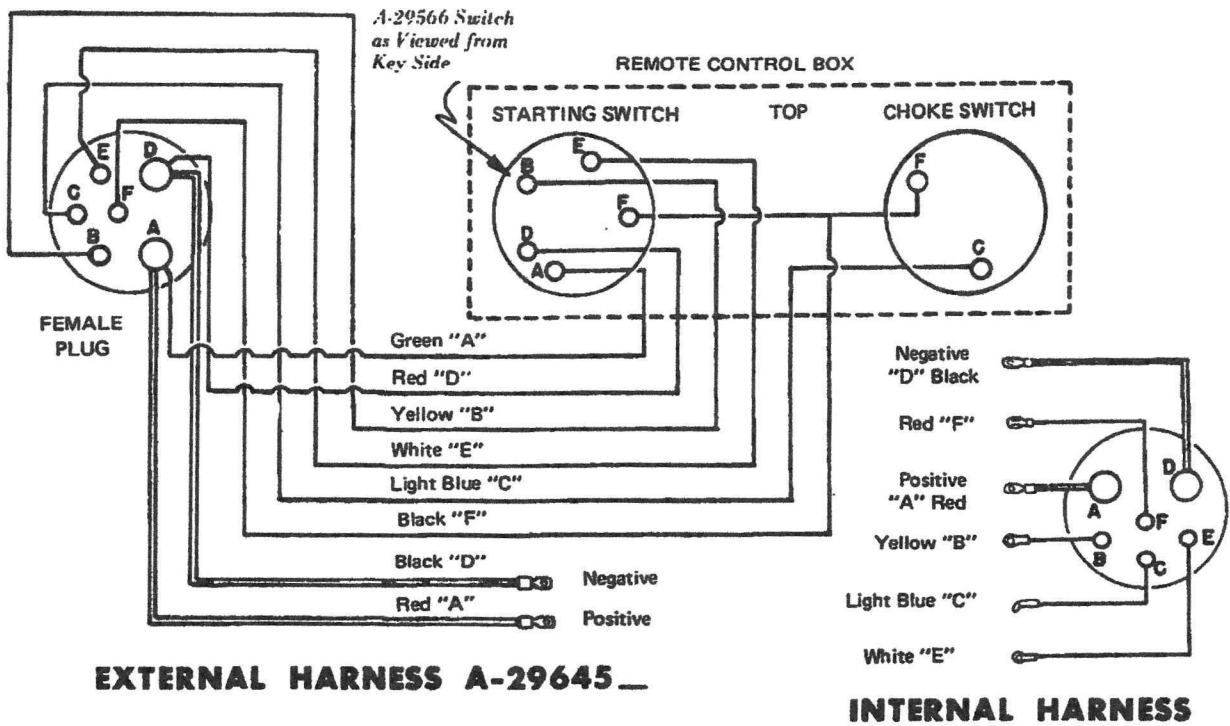 A-29566 Switch
as Viewed from
Key Side
REMOTE CONTROL BOX
STARTING SWITCH
TOP
CHOKE SWITCH
E
D
C
F
B
A
B
E
F
D
A
F
C
FEMALE
PLUG
Green "A"
Red "D"
Yellow "B"
White "E"
Light Blue "C"
Black "F"
Black "D"
Negative
Red "A"
Positive
EXTERNAL HARNESS A-29645
Negative
"D" Black
Red "F"
Positive
"A" Red
Yellow "B"
Light Blue "C"
White "E"
D
A
F
E
B
C
INTERNAL HARNESS